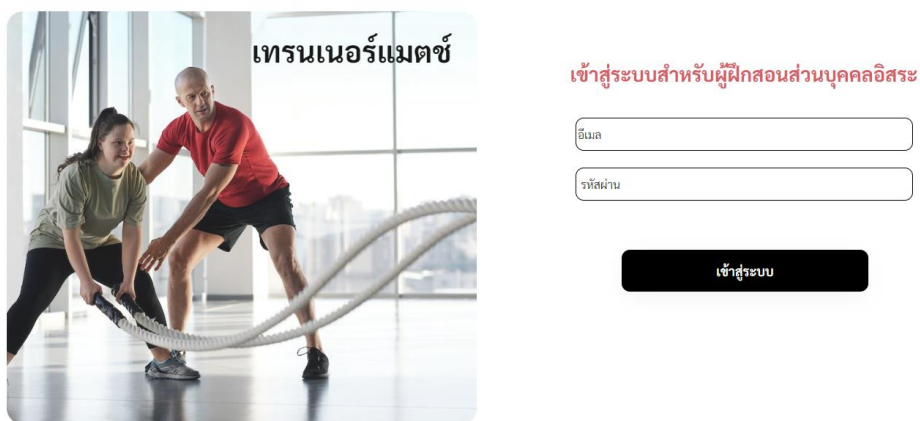 เทรนเนอร์แมตช์
เข้าสู่ระบบสำหรับผู้ฝึกสอนส่วนบุคคลอิสระ
อีเมล
รหัสผ่าน
เข้าสู่ระบบ